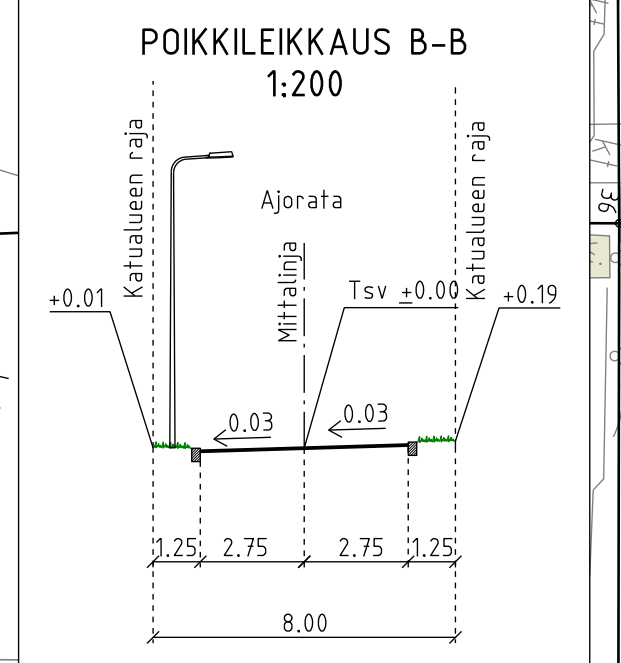 POIKKILEIKKAUS B-B
1:200
Katualueen raja
Katualueen raja
Ajorata
Mittalinja
+0.01
Tsv ±0.00
+0.19
0.03
0.03
1.25
2.75
2.75
1.25
8.00
36